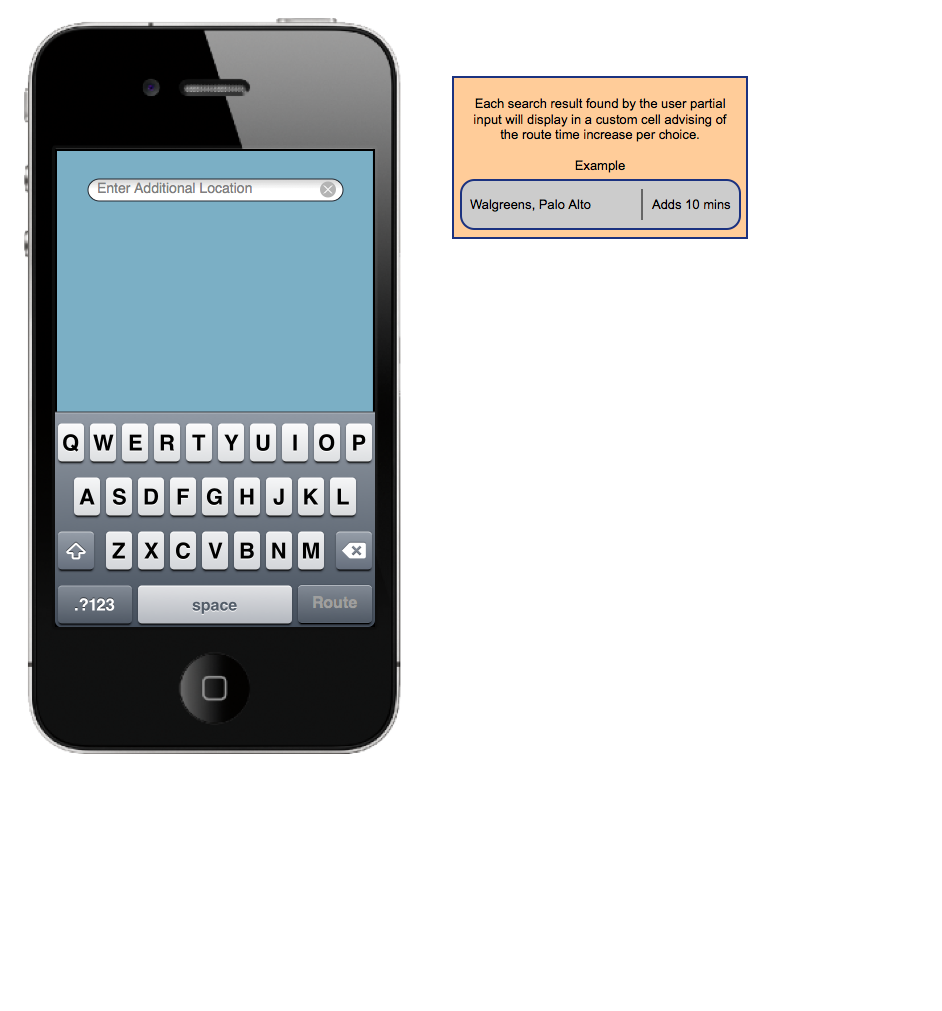 Enter Additional Location
Q W E R T Y U I O P
A S D F G H J K L
Z X C V B N M
.?123 space Route
Each search result found by the user partial
input will display in a custom cell advising of
the route time increase per choice.
Example
Walgreens, Palo Alto Adds 10 mins